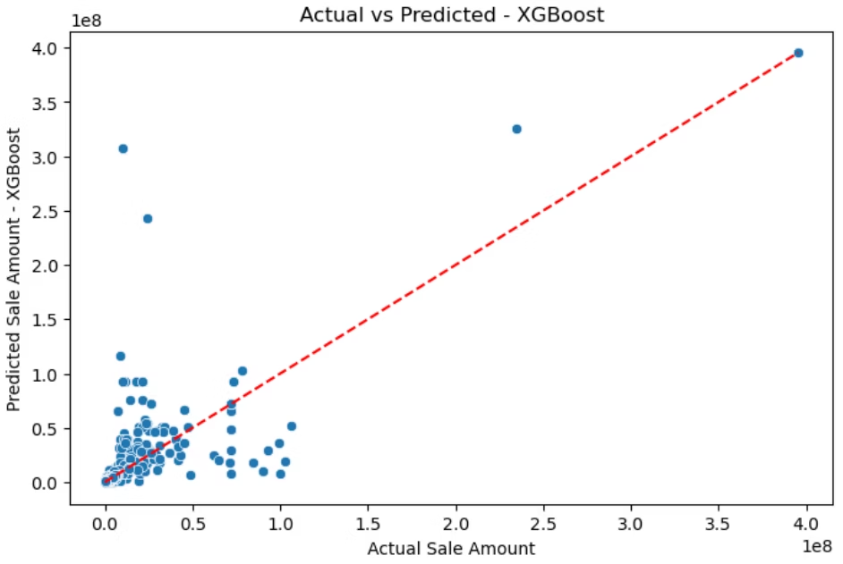 Actual vs Predicted - XGBoost
1e8
4.0
3.5
3.0
2.5
2.0
1.5
1.0
0.5
0.0
Predicted Sale Amount - XGBoost
0.0 0.5 1.0 1.5 2.0 2.5 3.0 3.5 4.0
1e8
Actual Sale Amount